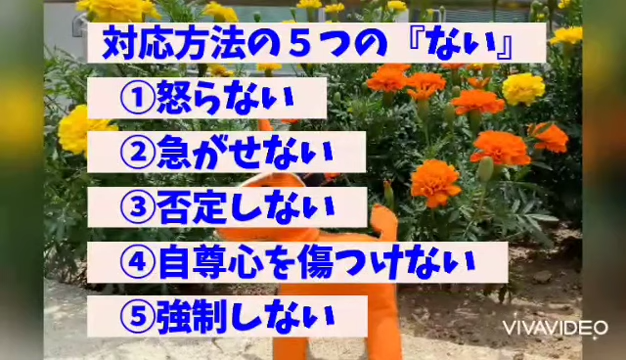 対応方法の5つの『ない』
①怒らない
②急がせない
③否定しない
④自尊心を傷つけない
⑤強制しない
VIVAVIDEO